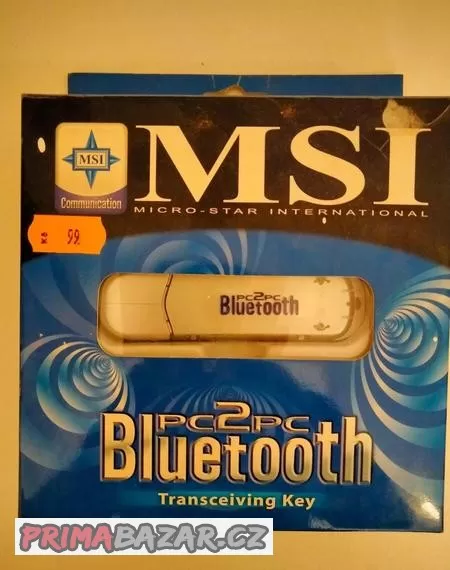 MSI
MSI
Communication
MICRO-STAR INTERNATIONAL
Kč 99
PC2PC
Bluetooth
PC2PC
Bluetooth
Transceiving Key
PRIMABAZAR.CZ